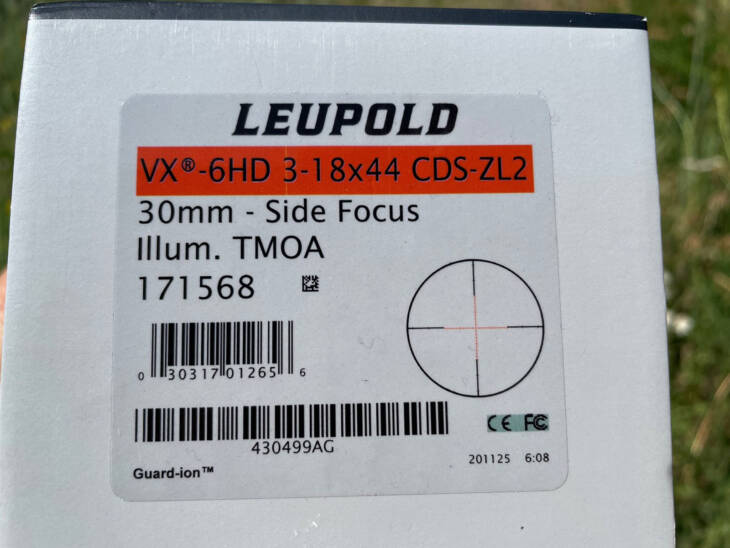 LEUPOLD
VX®-6HD 3-18x44 CDS-ZL2
30mm - Side Focus
Illum. TMOA
171568
0 30317 01265 6
430499AG
CE FC
201125 6:08
Guard-ion™